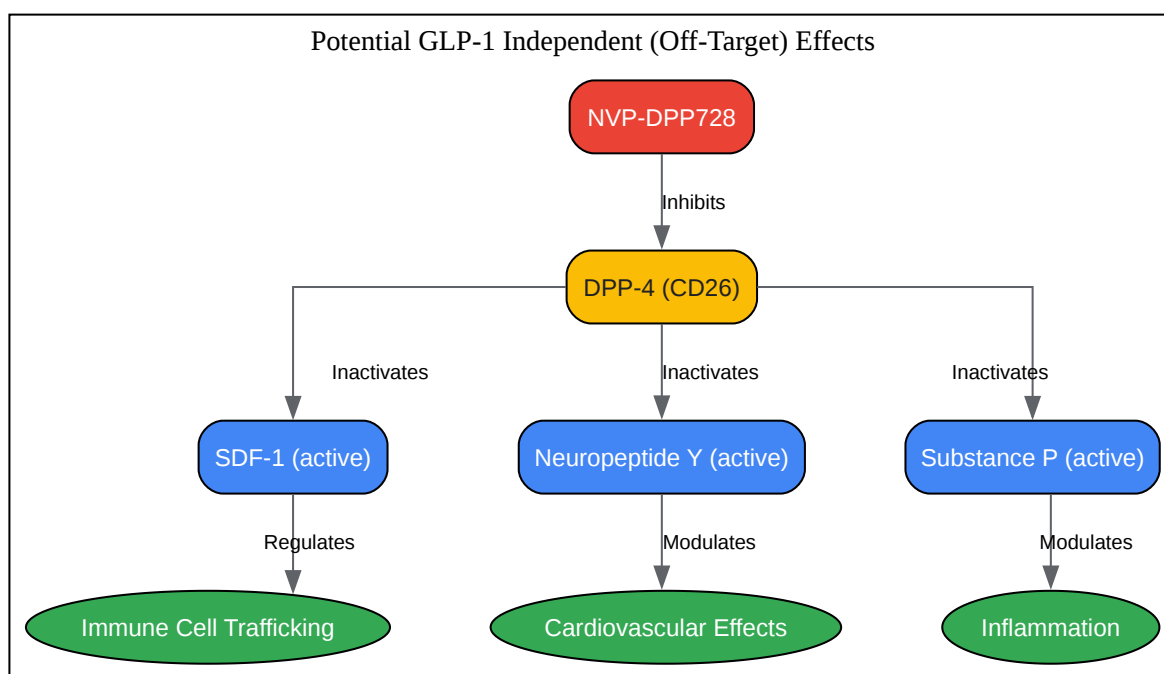 Potential GLP-1 Independent (Off-Target) Effects
NVP-DPP728
Inhibits
DPP-4 (CD26)
Inactivates
Inactivates
Inactivates
SDF-1 (active)
Neuropeptide Y (active)
Substance P (active)
Regulates
Modulates
Modulates
Immune Cell Trafficking
Cardiovascular Effects
Inflammation